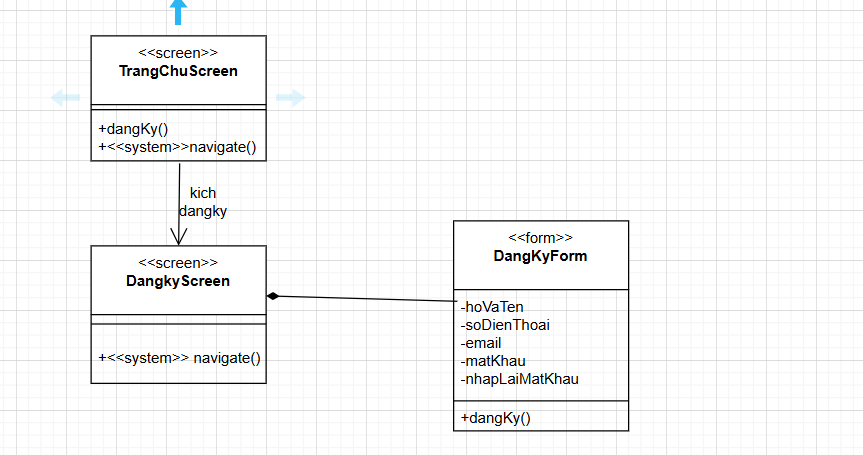 <<screen>>
TrangChuScreen
+dangKy()
+<<system>>navigate()
kich
dangky
<<screen>>
DangkyScreen
+<<system>> navigate()
<<form>>
DangKyForm
-hoVaTen
-soDienThoai
-email
-matKhau
-nhapLaiMatKhau
+dangKy()